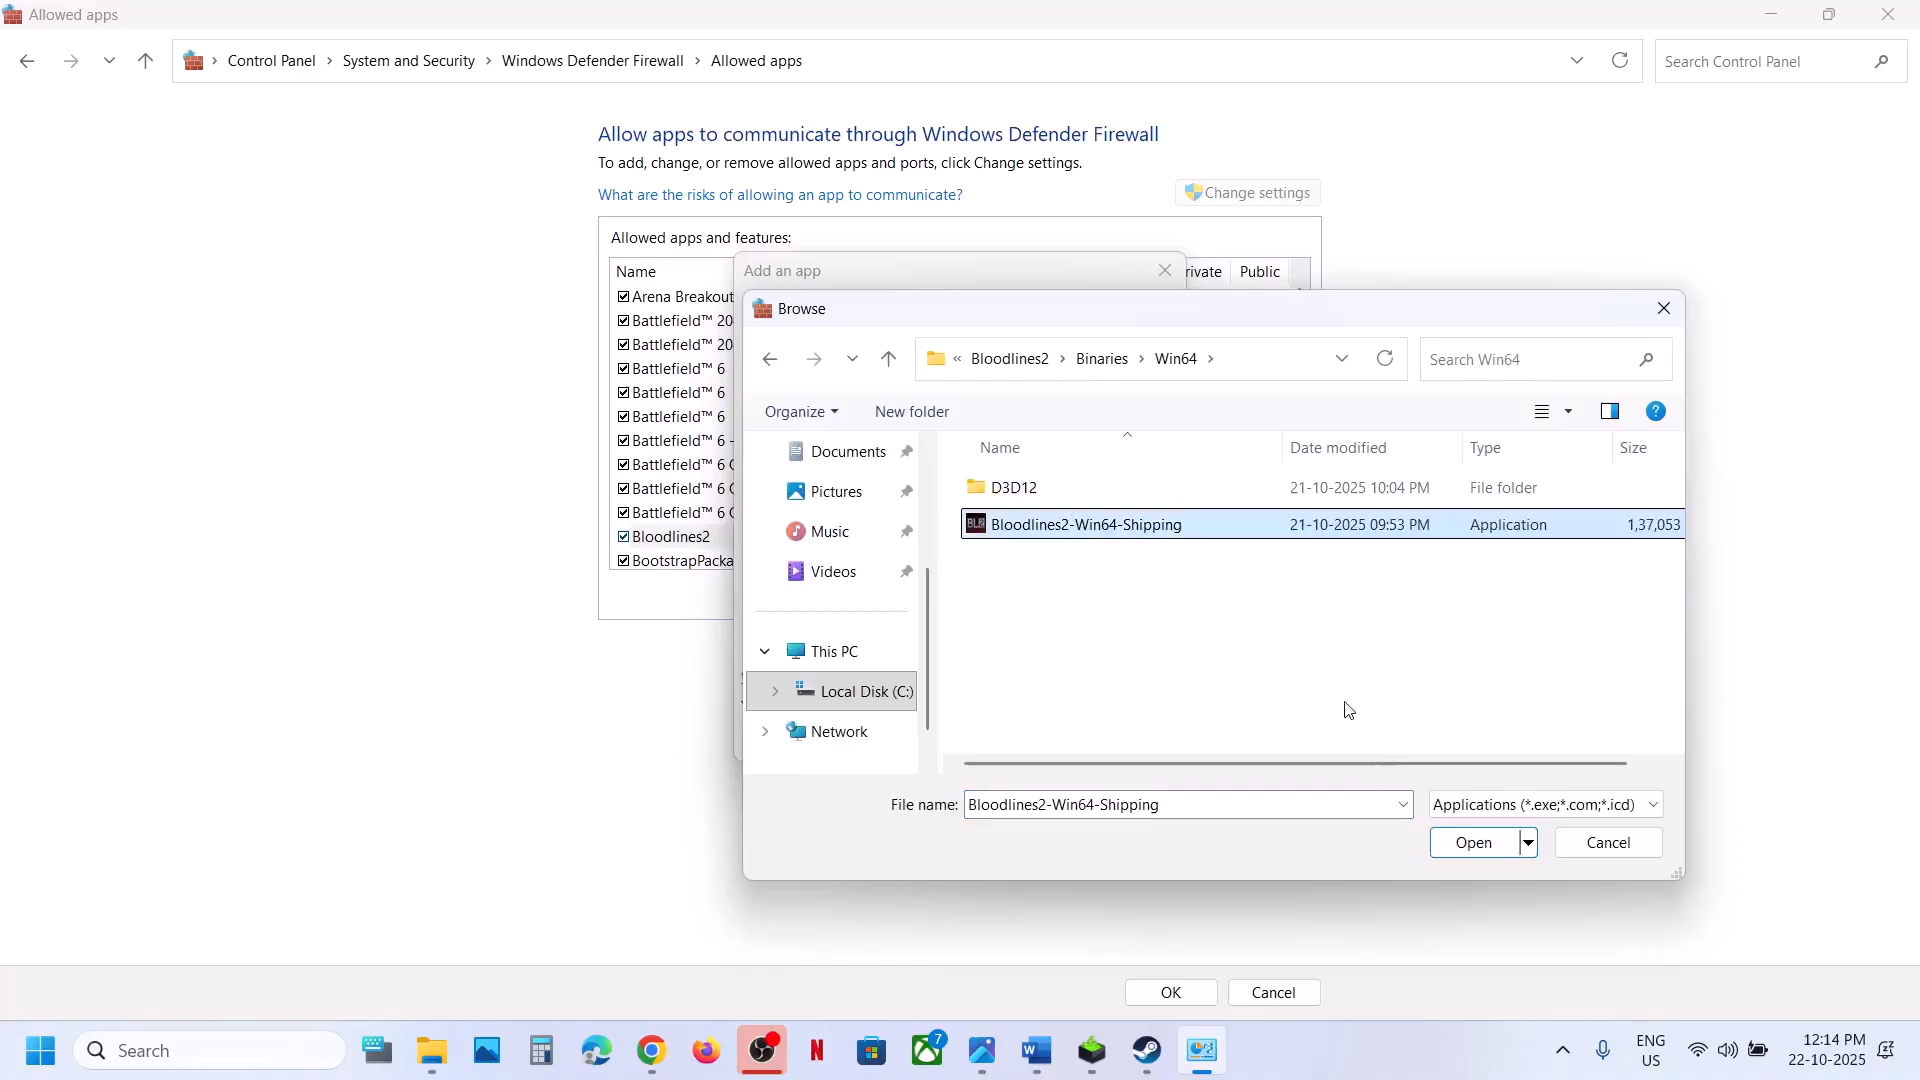 Allowed apps
Control Panel > System and Security > Windows Defender Firewall > Allowed apps
Search Control Panel
Allow apps to communicate through Windows Defender Firewall
To add, change, or remove allowed apps and ports, click Change settings.
What are the risks of allowing an app to communicate?
Change settings
Allowed apps and features:
Name
rivate
Public
Arena Breakout
Battlefield™ 20
Battlefield™ 20
Battlefield™ 6
Battlefield™ 6
Battlefield™ 6
Battlefield™ 6 -
Battlefield™ 6
Battlefield™ 6
Battlefield™ 6
Bloodlines2
BootstrapPacka
Add an app
Browse
« Bloodlines2 > Binaries > Win64 >
Search Win64
Organize
New folder
Name
Date modified
Type
Size
D3D12
21-10-2025 10:04 PM
File folder
Bloodlines2-Win64-Shipping
21-10-2025 09:53 PM
Application
1,37,053
Documents
Pictures
Music
Videos
This PC
Local Disk (C:)
Network
File name:
Bloodlines2-Win64-Shipping
Applications (*.exe;*.com;*.icd)
Open
Cancel
OK
Cancel
Search
7
ENG
US
12:14 PM
22-10-2025